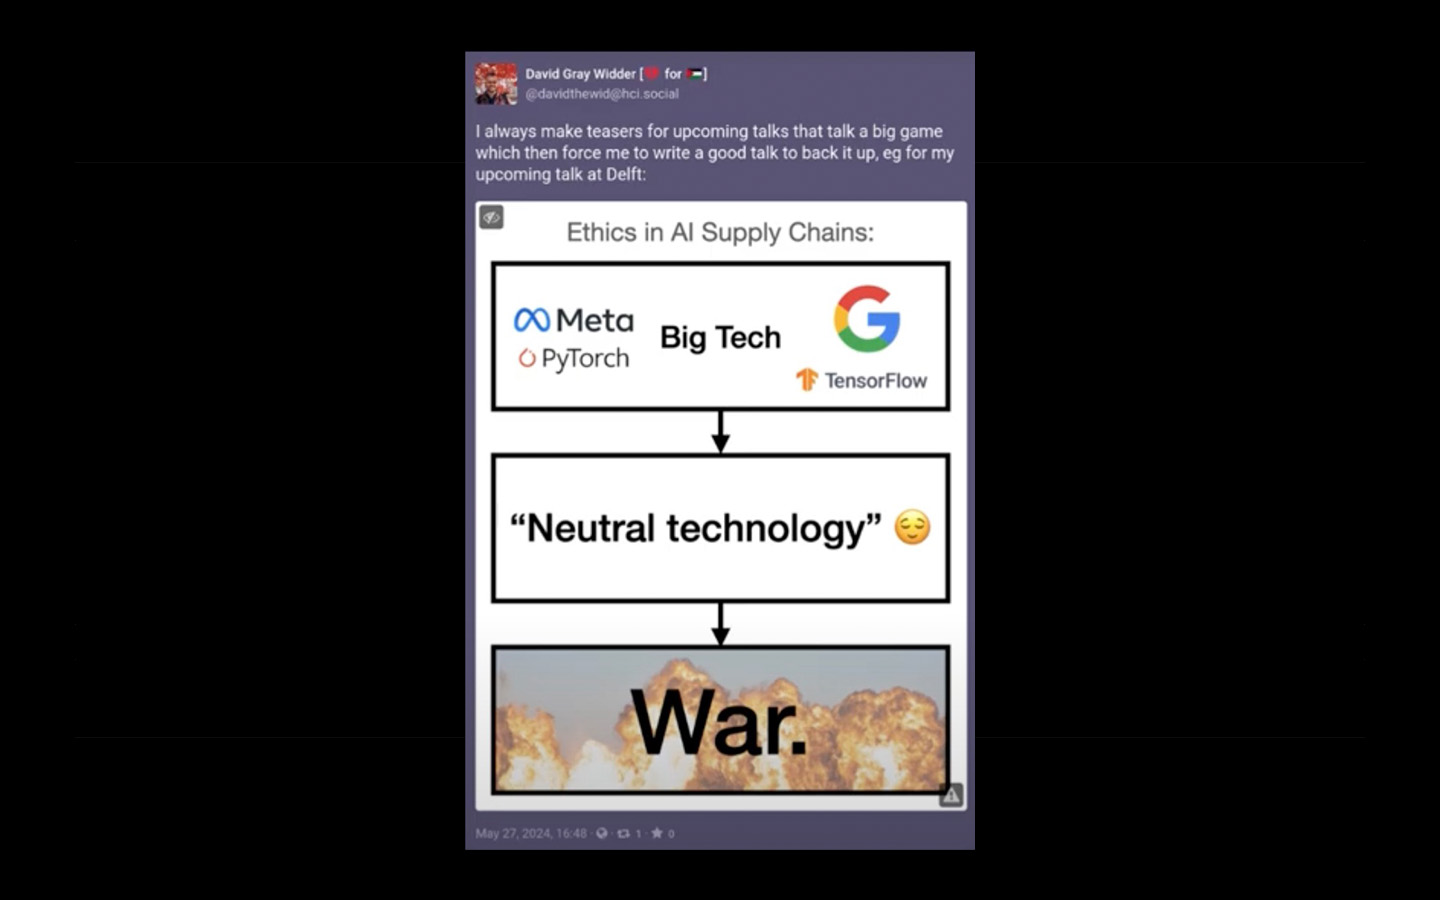 David Gray Widder [💔 for 🇵🇸]
@davidthewid@hci.social
I always make teasers for upcoming talks that talk a big game
which then force me to write a good talk to back it up, eg for my
upcoming talk at Delft:
Ethics in AI Supply Chains:
Meta
PyTorch
Big Tech
G
TensorFlow
“Neutral technology” 😌
War.
May 27, 2024, 16:48 · 1 · 0